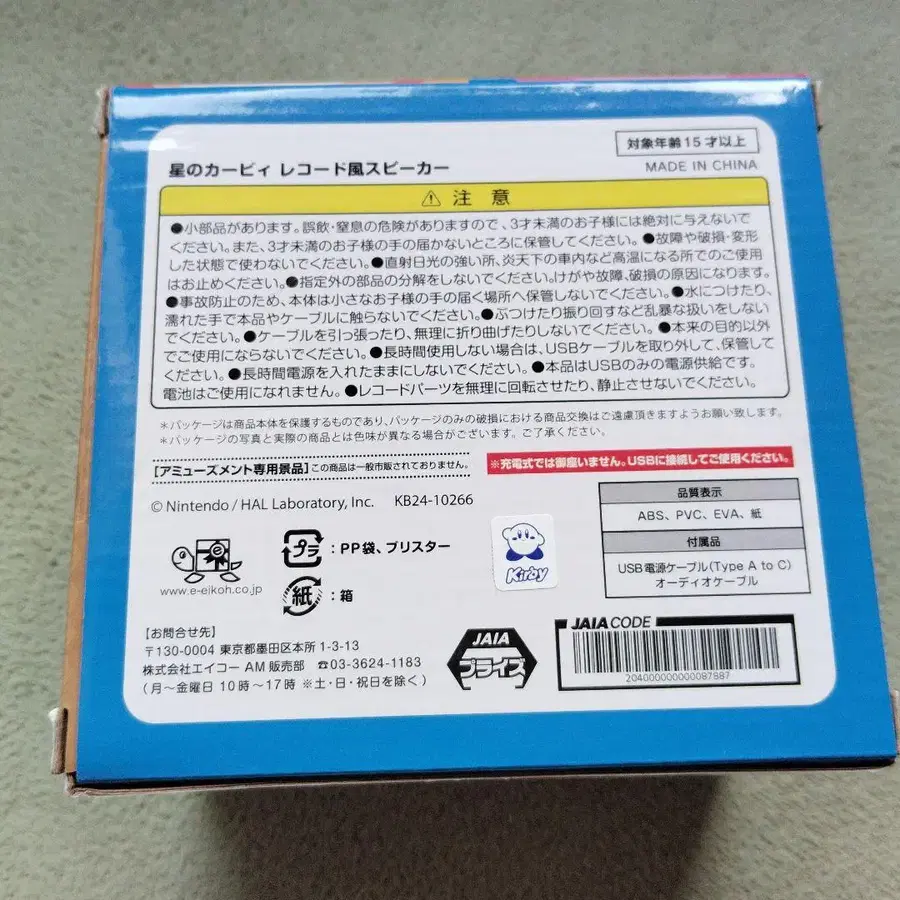 対象年齢15才以上
星のカービィ レコード風スピーカー
MADE IN CHINA
⚠ 注 意
●小部品があります。誤飲・窒息の危険がありますので、3才未満のお子様には絶対に与えないで
ください。また、3才未満のお子様の手の届かないところに保管してください。●故障や破損・変形
した状態で使わないでください。●直射日光の強い所、炎天下の車内など高温になる所でのご使用
はお止めください。●指定外の部品の分解をしないでください。けがや故障、破損の原因になります。
●事故防止のため、本体は小さなお子様の手の届く場所へ保管しないでください。●水につけたり、
濡れた手で本品やケーブルに触らないでください。●ぶつけたり振り回すなど乱暴な扱いをしない
でください。●ケーブルを引っ張ったり、無理に折り曲げたりしないでください。●本来の目的以外
でご使用にならないでください。●長時間使用しない場合は、USBケーブルを取り外して、保管して
ください。●長時間電源を入れたままにしないでください。●本品はUSBのみの電源供給です。
電池はご使用になれません。●レコードパーツを無理に回転させたり、静止させないでください。
＊パッケージは商品本体を保護するものであり、パッケージのみの破損における商品交換はご遠慮頂きますようお願い致します。
＊パッケージの写真と実際の商品とは色味が異なる場合がございます。ご了承ください。
【アミューズメント専用景品】この商品は一般市販されておりません。
※充電式では御座いません。USBに接続してご使用ください。
© Nintendo / HAL Laboratory, Inc. KB24-10266
品質表示
ABS、PVC、EVA、紙
付属品
USB電源ケーブル(Type A to C)
オーディオケーブル
プラ：PP袋、ブリスター
紙：箱
Kirby
e
www.e-eikoh.co.jp
【お問合せ先】
〒130-0004 東京都墨田区本所 1-3-13
株式会社エイコー AM販売部 ☎03-3624-1183
(月〜金曜日 10時〜17時 ※土・日・祝日を除く)
JAIA
プライズ
JAIA CODE
2040000000087887